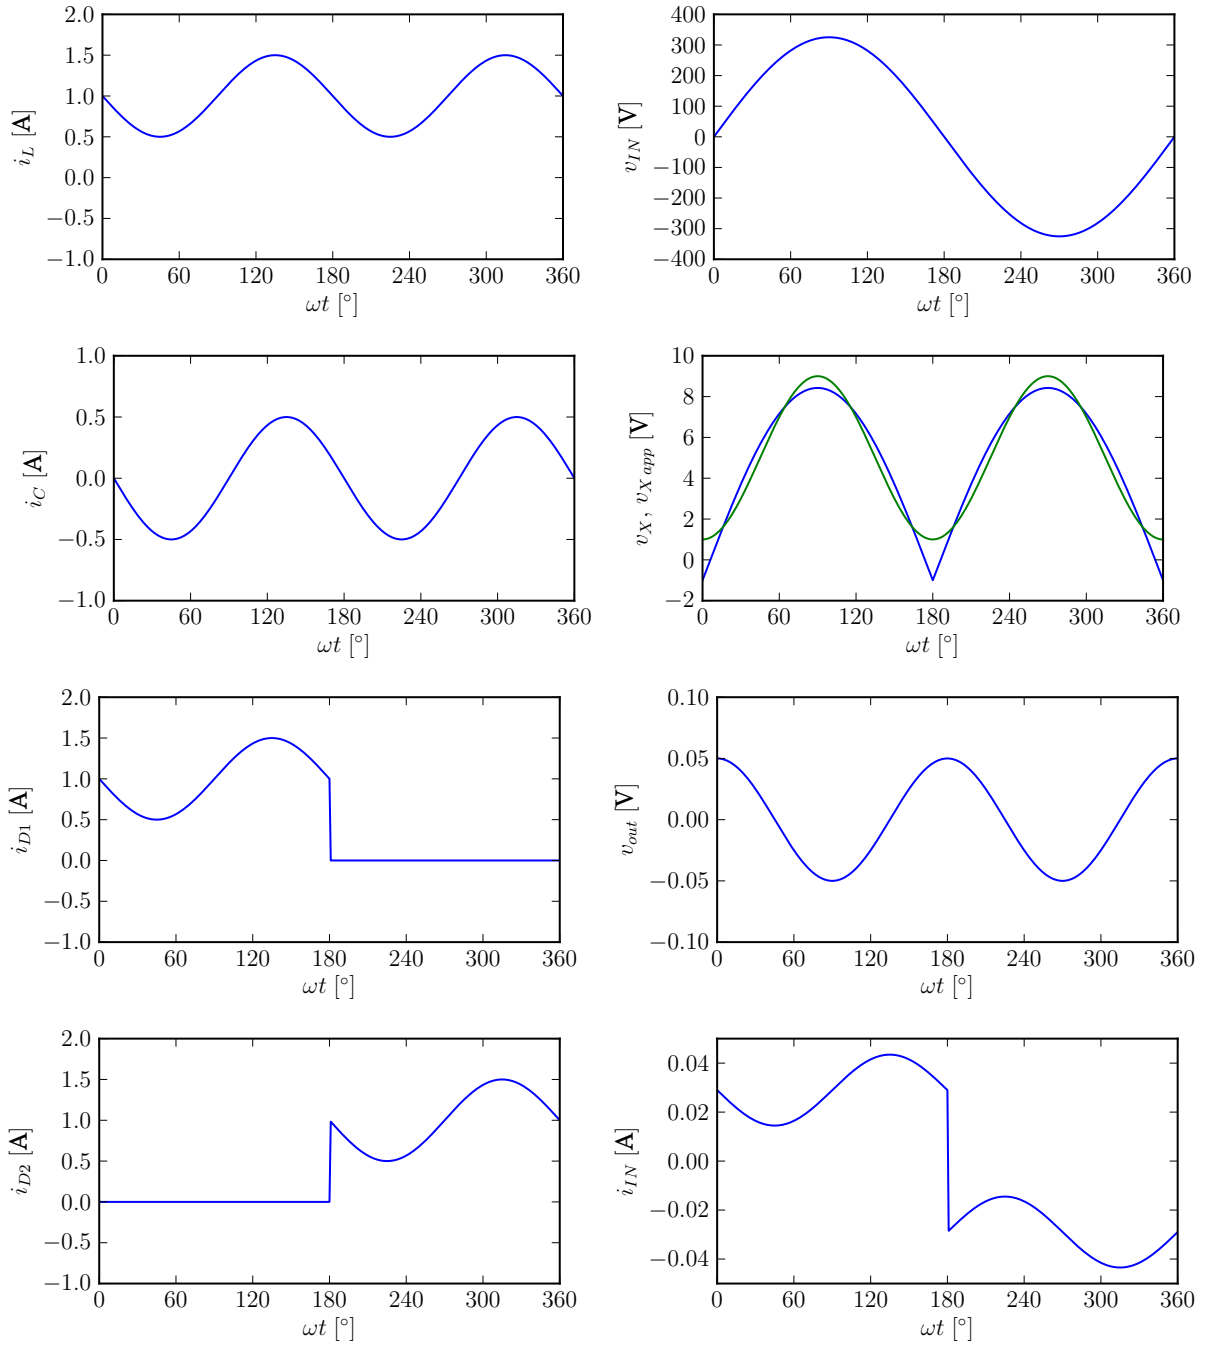 2.0
1.5
1.0
0.5
0.0
−0.5
−1.0
i_L [A]
0 60 120 180 240 300 360
ωt [°]
400
300
200
100
0
−100
−200
−300
−400
v_IN [V]
0 60 120 180 240 300 360
ωt [°]
1.0
0.5
0.0
−0.5
−1.0
i_C [A]
0 60 120 180 240 300 360
ωt [°]
10
8
6
4
2
0
−2
v_X, v_X app [V]
0 60 120 180 240 300 360
ωt [°]
2.0
1.5
1.0
0.5
0.0
−0.5
−1.0
i_D1 [A]
0 60 120 180 240 300 360
ωt [°]
0.10
0.05
0.00
−0.05
−0.10
v_out [V]
0 60 120 180 240 300 360
ωt [°]
2.0
1.5
1.0
0.5
0.0
−0.5
−1.0
i_D2 [A]
0 60 120 180 240 300 360
ωt [°]
0.04
0.02
0.00
−0.02
−0.04
i_IN [A]
0 60 120 180 240 300 360
ωt [°]